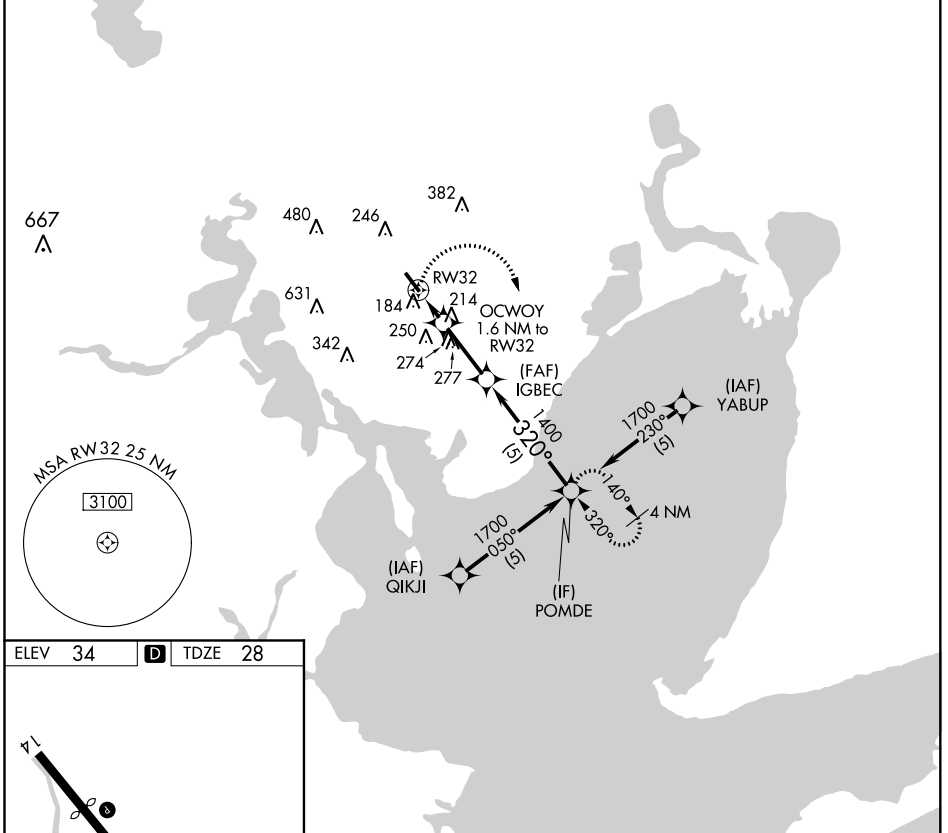 667
480
246
382
631
342
184
RW32
214
OCWOY
1.6 NM to
RW32
250
274
277
(FAF)
IGBEC
1400
320°
(5)
(IAF)
YABUP
1700
230°
(5)
140°
320°
4 NM
1700
050°
(5)
(IAF)
QIKJI
(IF)
POMDE
MSA RW32 25 NM
3100
ELEV 34 D TDZE 28
14
P